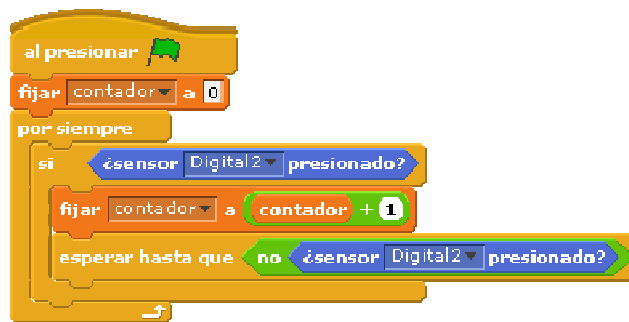 al presionar
fijar contador a 0
por siempre
si ¿sensor Digital2 presionado?
fijar contador a contador + 1
esperar hasta que no ¿sensor Digital2 presionado?